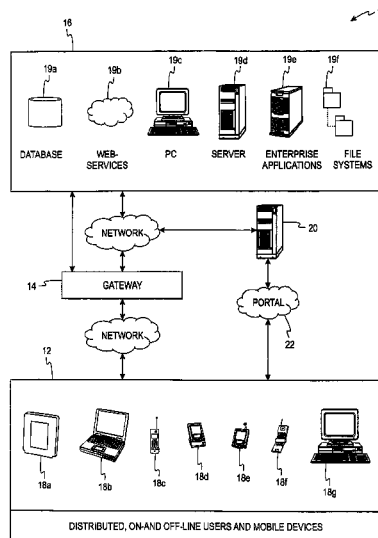 16
19a 19b 19c 19d 19e 19f
DATABASE
WEB-
SERVICES
PC
SERVER
ENTERPRISE
APPLICATIONS
FILE
SYSTEMS
NETWORK
20
14
GATEWAY
PORTAL
22
NETWORK
12
18a 18b 18c 18d 18e 18f 18g
DISTRIBUTED, ON-AND OFF-LINE USERS AND MOBILE DEVICES